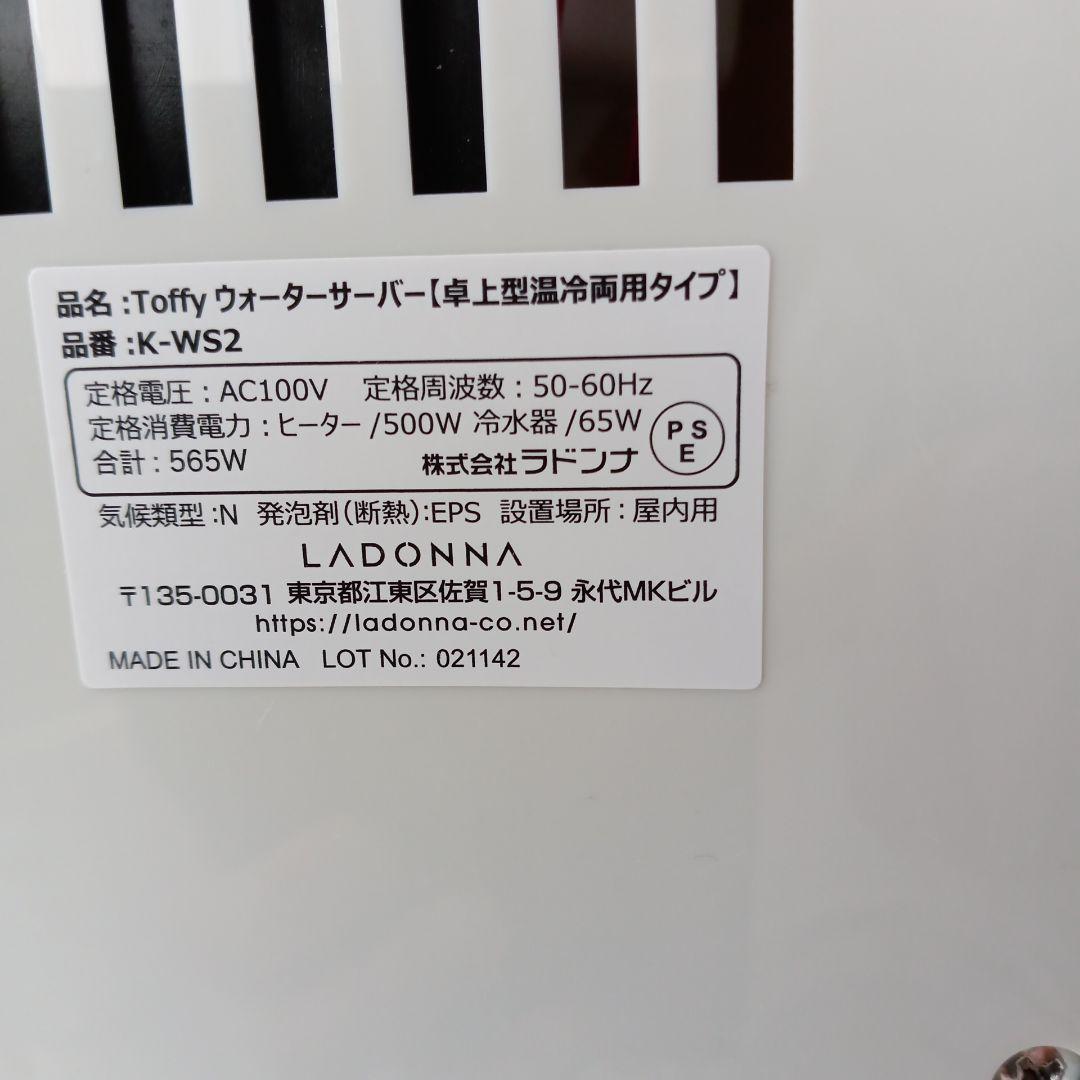 品名 :Toffy ウォーターサーバー【卓上型温冷両用タイプ】
品番 :K-WS2
定格電圧 : AC100V 定格周波数 : 50-60Hz
定格消費電力 : ヒーター /500W 冷水器 /65W
合計 : 565W 株式会社ラドンナ PSE
気候類型 :N 発泡剤(断熱):EPS 設置場所 : 屋内用
LADONNA
〒135-0031 東京都江東区佐賀1-5-9 永代MKビル
https://ladonna-co.net/
MADE IN CHINA LOT No.: 021142